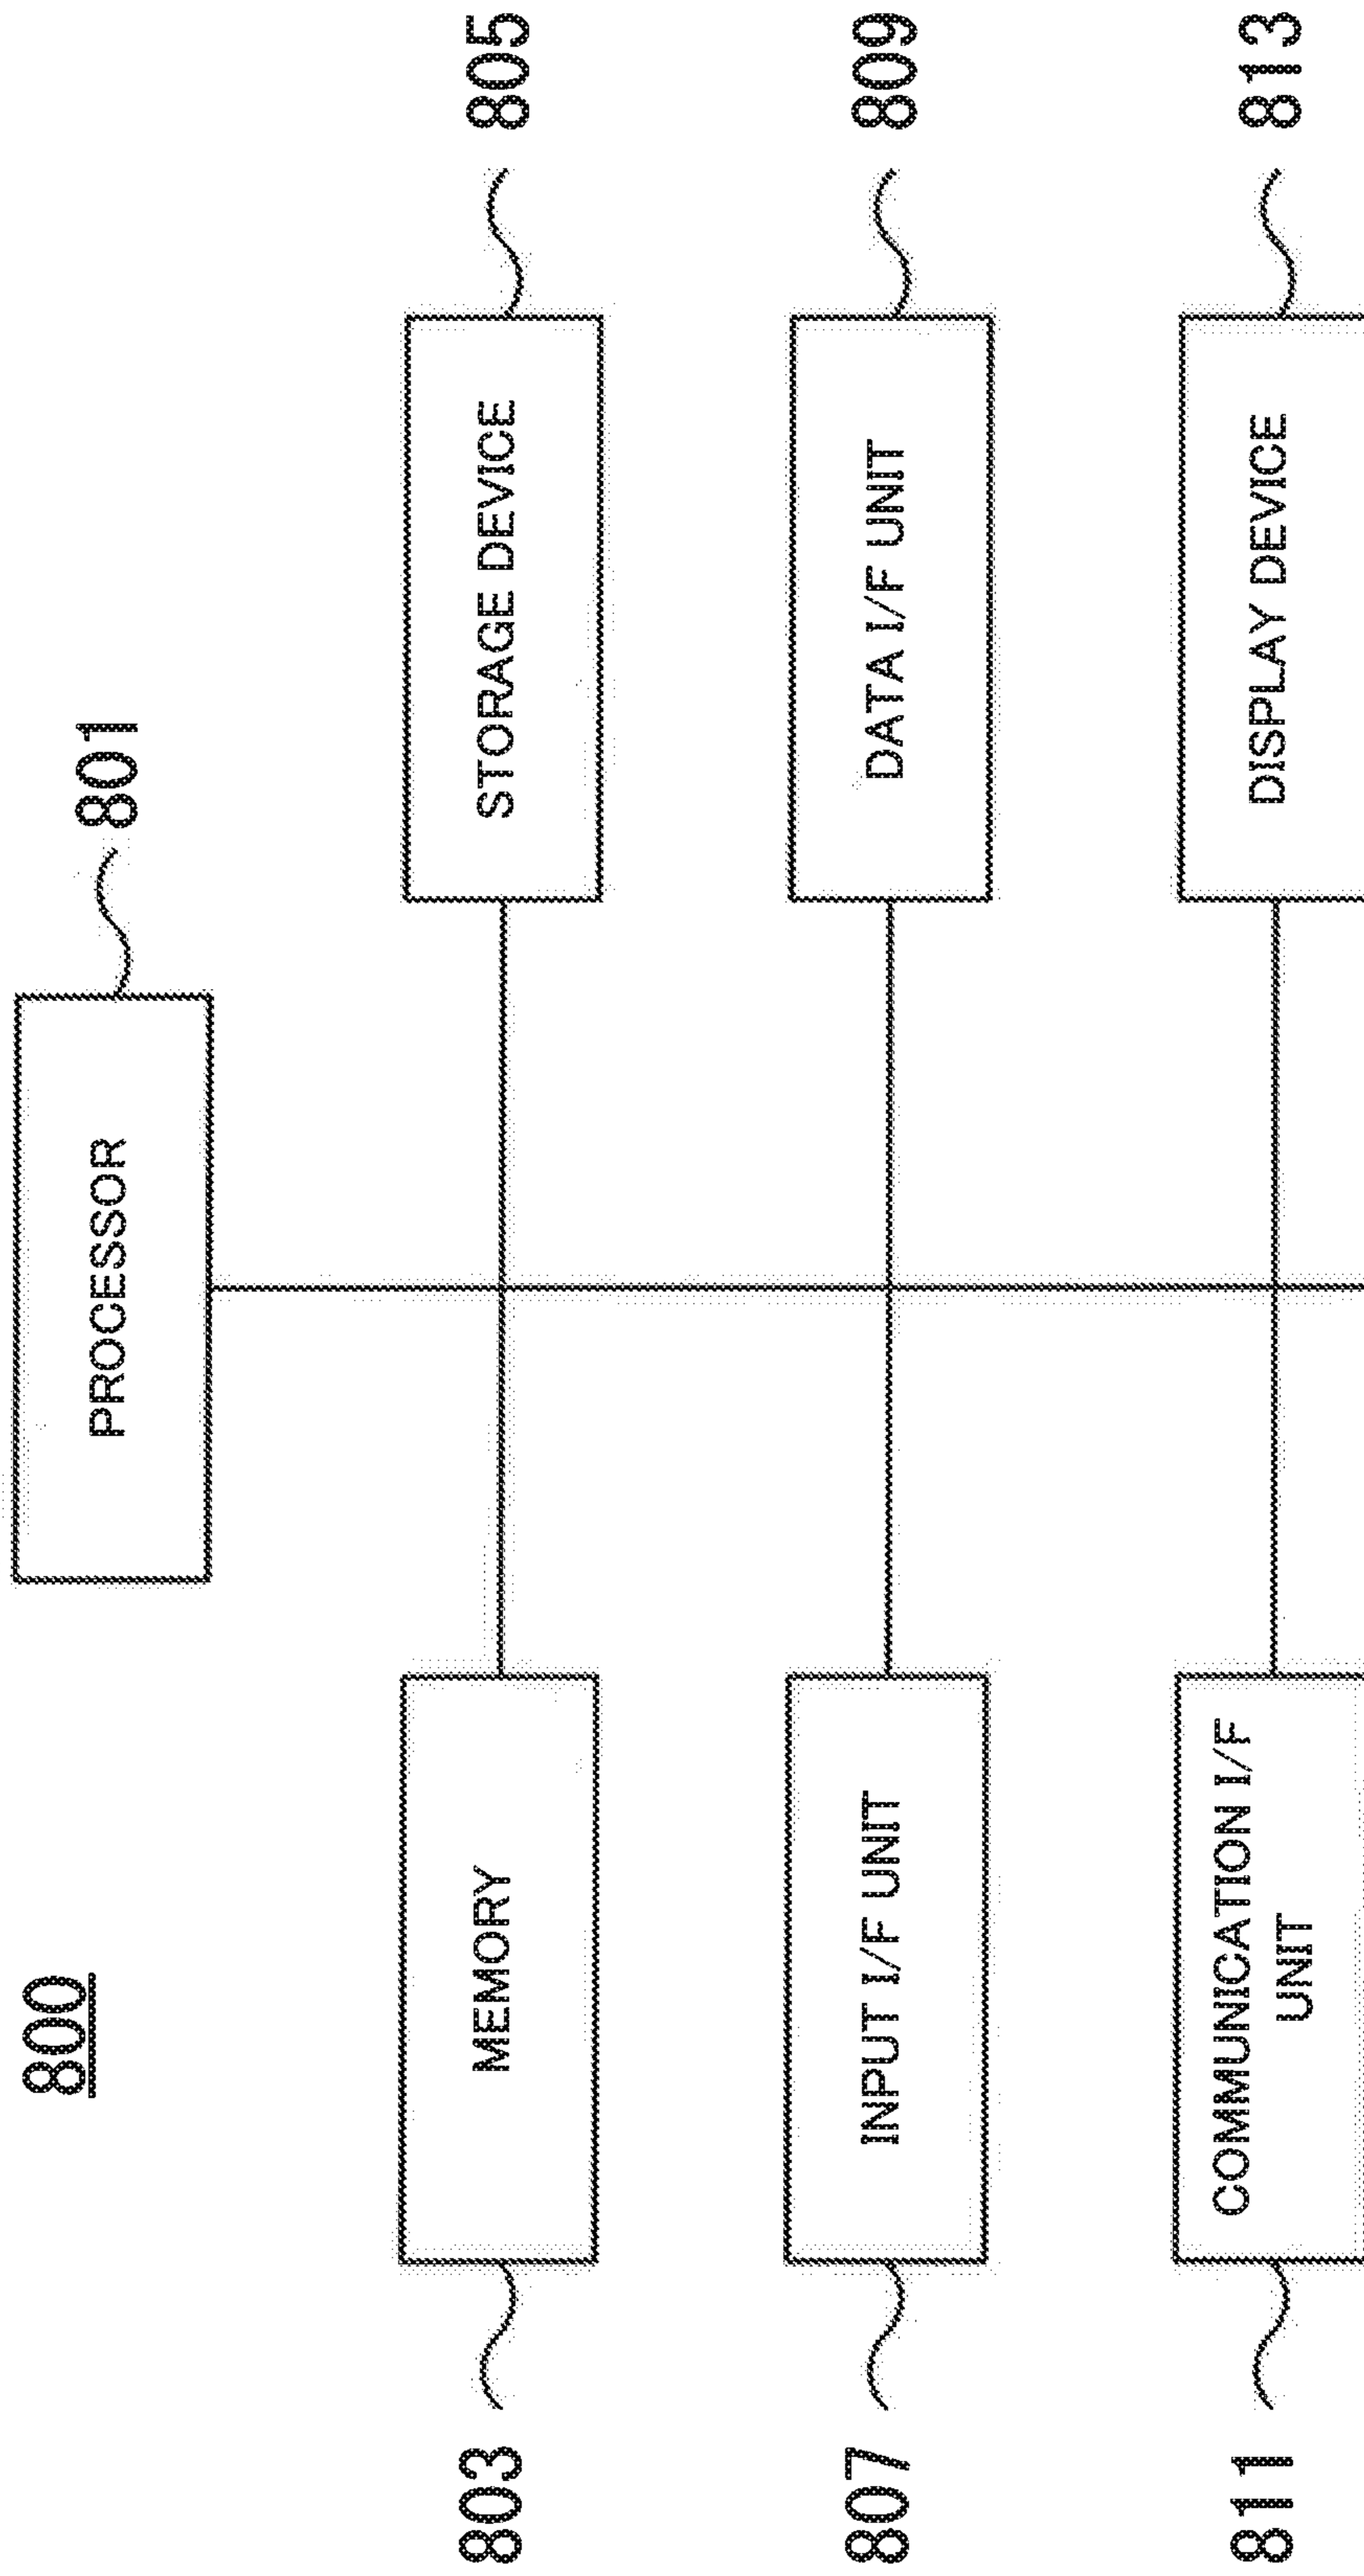 800
PROCESSOR
801
803
MEMORY
STORAGE DEVICE
805
807
INPUT I/F UNIT
DATA I/F UNIT
809
811
COMMUNICATION I/F
UNIT
DISPLAY DEVICE
813